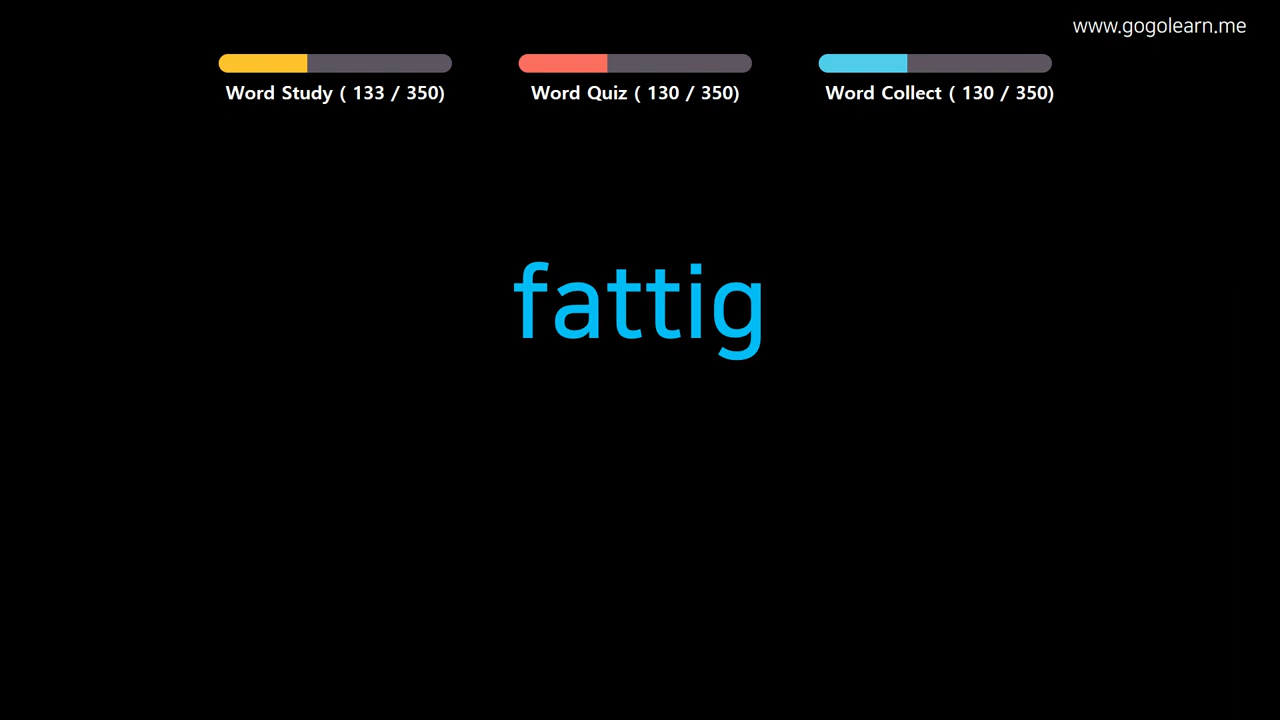 www.gogolearn.me
Word Study ( 133 / 350)
Word Quiz ( 130 / 350)
Word Collect ( 130 / 350)
fattig